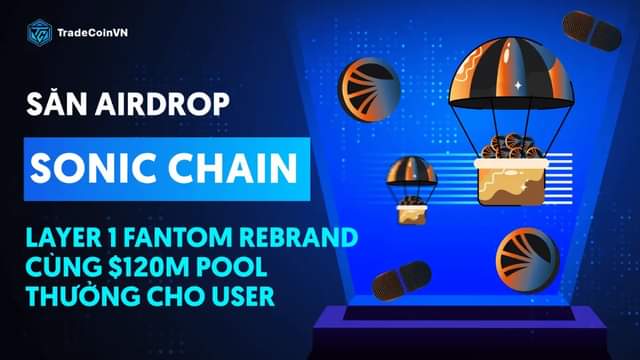 TradeCoinVN
SĂN AIRDROP
SONIC CHAIN
LAYER 1 FANTOM REBRAND
CÙNG $120M POOL
THƯỞNG CHO USER